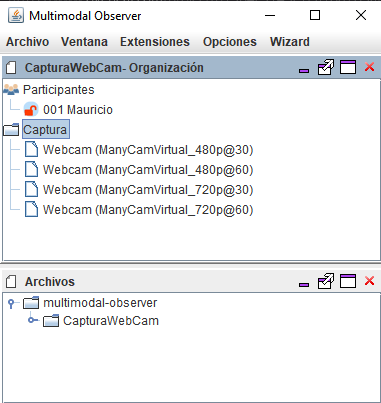 Multimodal Observer
Archivo Ventana Extensiones Opciones Wizard
CapturaWebCam- Organización
Participantes
001 Mauricio
Captura
Webcam (ManyCamVirtual_480p@30)
Webcam (ManyCamVirtual_480p@60)
Webcam (ManyCamVirtual_720p@30)
Webcam (ManyCamVirtual_720p@60)
Archivos
multimodal-observer
CapturaWebCam